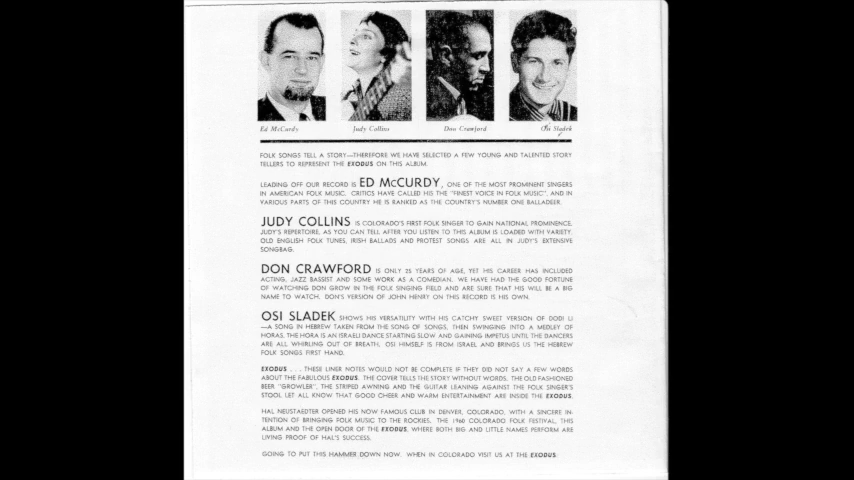 Ed McCurdy
Judy Collins
Don Crawford
Osi Sladek
FOLK SONGS TELL A STORY—THEREFORE WE HAVE SELECTED A FEW YOUNG AND TALENTED STORY
TELLERS TO REPRESENT THE EXODUS ON THIS ALBUM.
LEADING OFF OUR RECORD IS ED McCURDY, ONE OF THE MOST PROMINENT SINGERS
IN AMERICAN FOLK MUSIC. CRITICS HAVE CALLED HIS THE "FINEST VOICE IN FOLK MUSIC", AND IN
VARIOUS PARTS OF THIS COUNTRY HE IS RANKED AS THE COUNTRY'S NUMBER ONE BALLADEER.
JUDY COLLINS IS COLORADO'S FIRST FOLK SINGER TO GAIN NATIONAL PROMINENCE.
JUDY'S REPERTOIRE, AS YOU CAN TELL AFTER YOU LISTEN TO THIS ALBUM IS LOADED WITH VARIETY.
OLD ENGLISH FOLK TUNES, IRISH BALLADS AND PROTEST SONGS ARE ALL IN JUDY'S EXTENSIVE
SONGBAG.
DON CRAWFORD IS ONLY 25 YEARS OF AGE, YET HIS CAREER HAS INCLUDED
ACTING, JAZZ BASSIST AND SOME WORK AS A COMEDIAN. WE HAVE HAD THE GOOD FORTUNE
OF WATCHING DON GROW IN THE FOLK SINGING FIELD AND ARE SURE THAT HIS WILL BE A BIG
NAME TO WATCH. DON'S VERSION OF JOHN HENRY ON THIS RECORD IS HIS OWN.
OSI SLADEK SHOWS HIS VERSATILITY WITH HIS CATCHY SWEET VERSION OF DODI LI
—A SONG IN HEBREW TAKEN FROM THE SONG OF SONGS, THEN SWINGING INTO A MEDLEY OF
HORAS. THE HORA IS AN ISRAELI DANCE STARTING SLOW AND GAINING IMPETUS UNTIL THE DANCERS
ARE ALL WHIRLING OUT OF BREATH. OSI HIMSELF IS FROM ISRAEL AND BRINGS US THE HEBREW
FOLK SONGS FIRST HAND.
EXODUS . . . THESE LINER NOTES WOULD NOT BE COMPLETE IF THEY DID NOT SAY A FEW WORDS
ABOUT THE FABULOUS EXODUS. THE COVER TELLS THE STORY WITHOUT WORDS. THE OLD FASHIONED
BEER "GROWLER", THE STRIPED AWNING AND THE GUITAR LEANING AGAINST THE FOLK SINGER'S
STOOL LET ALL KNOW THAT GOOD CHEER AND WARM ENTERTAINMENT ARE INSIDE THE EXODUS.
HAL NEUSTAEDTER OPENED HIS NOW FAMOUS CLUB IN DENVER, COLORADO, WITH A SINCERE IN-
TENTION OF BRINGING FOLK MUSIC TO THE ROCKIES. THE 1960 COLORADO FOLK FESTIVAL, THIS
ALBUM AND THE OPEN DOOR OF THE EXODUS, WHERE BOTH BIG AND LITTLE NAMES PERFORM ARE
LIVING PROOF OF HAL'S SUCCESS.
GOING TO PUT THIS HAMMER DOWN NOW. WHEN IN COLORADO VISIT US AT THE EXODUS.